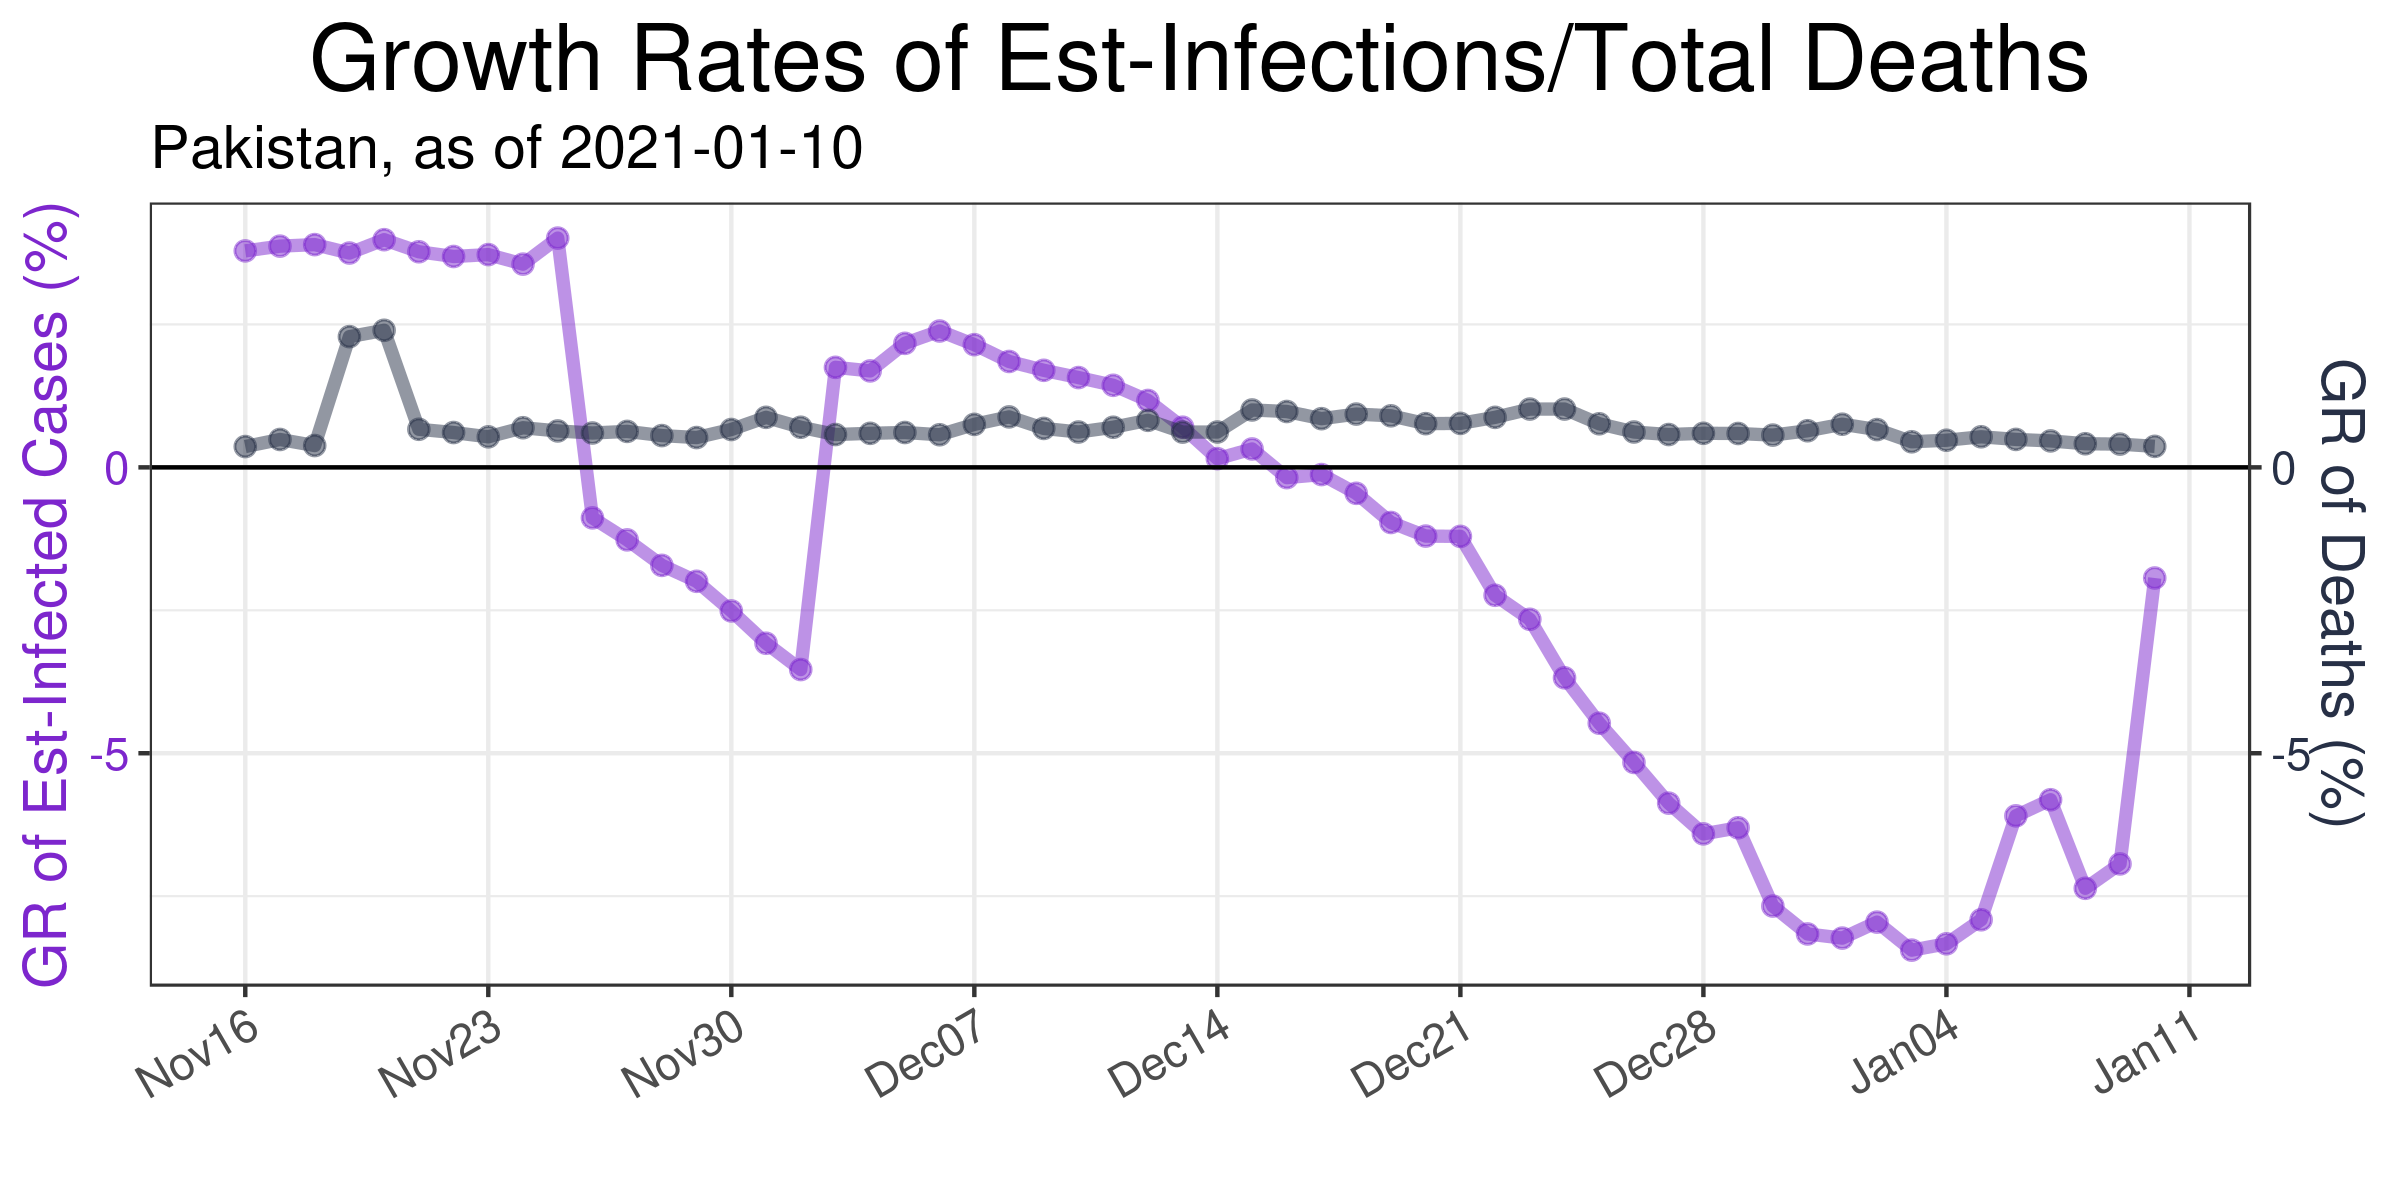 Growth Rates of Est-Infections/Total Deaths
Pakistan, as of 2021-01-10
GR of Est-Infected Cases (%)
0
-5
0
-5
GR of Deaths (%)
Nov16
Nov23
Nov30
Dec07
Dec14
Dec21
Dec28
Jan04
Jan11